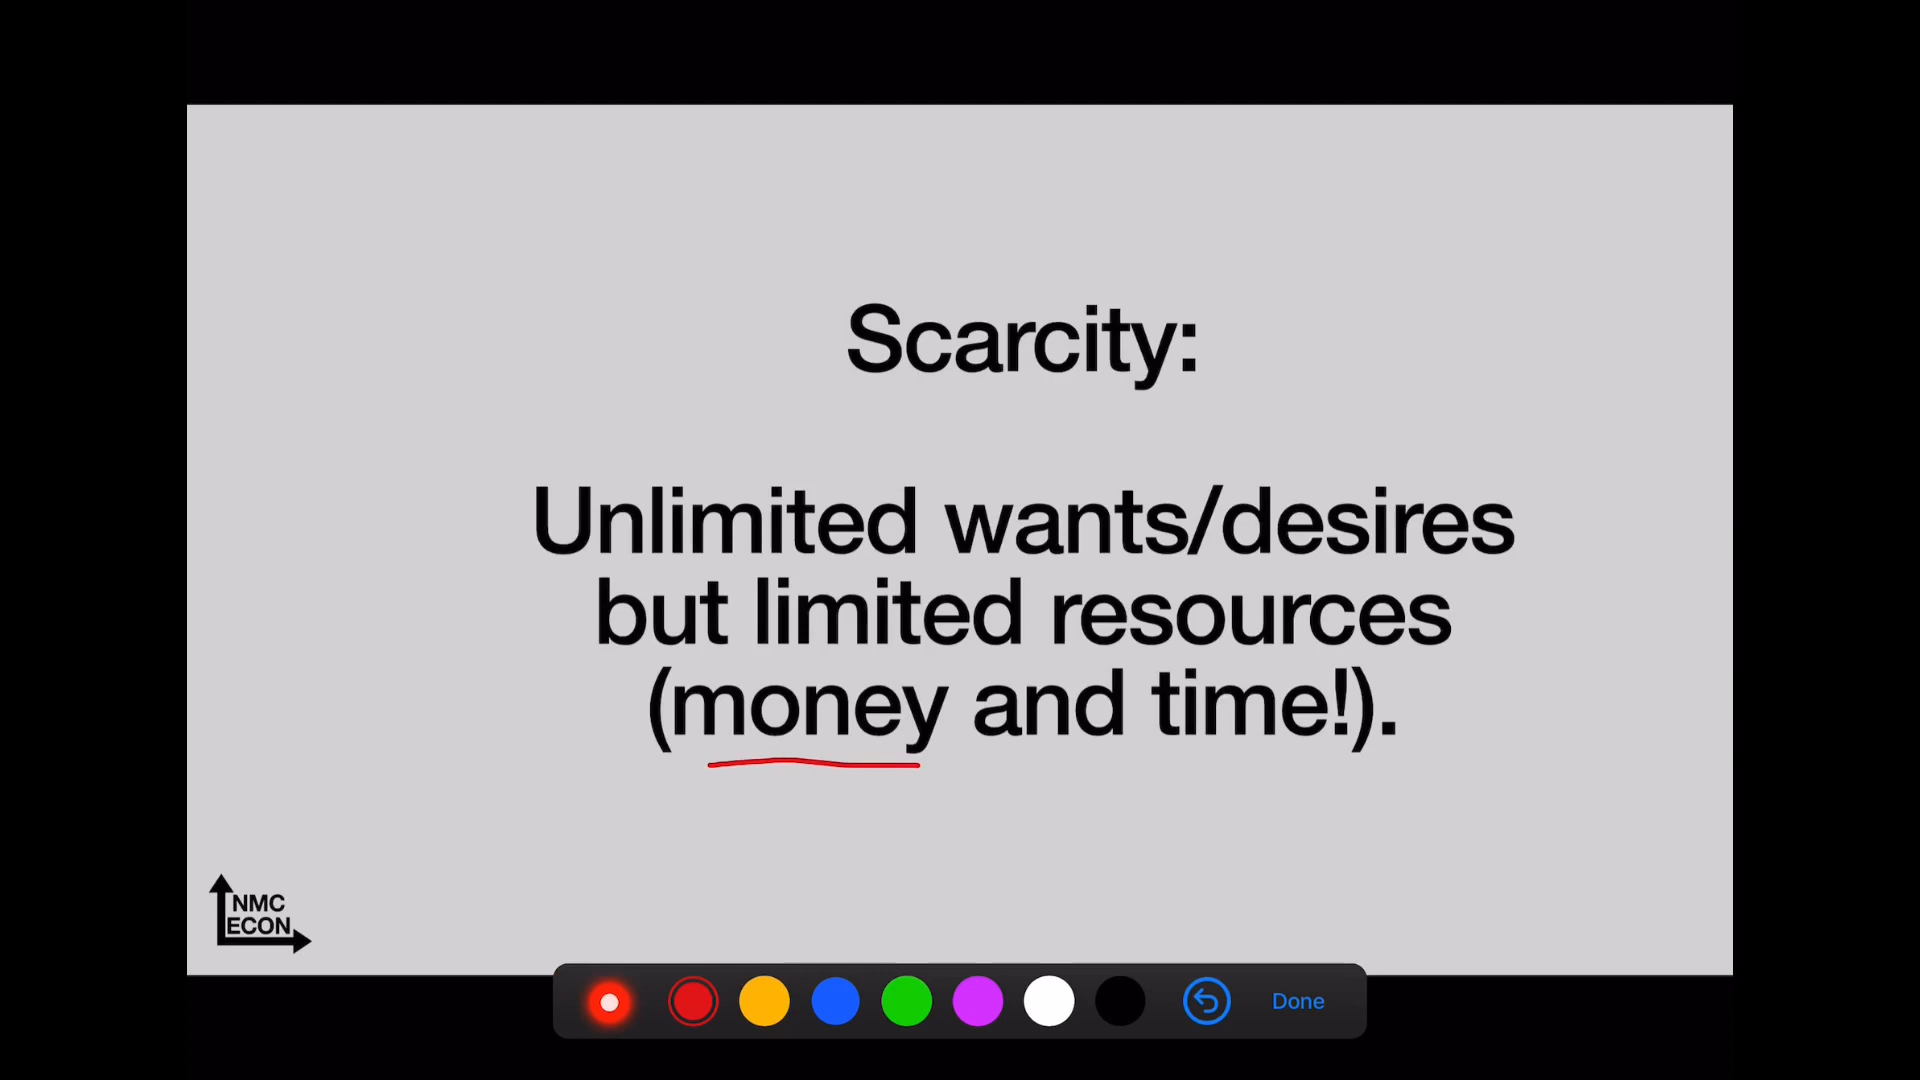 Scarcity:
Unlimited wants/desires
but limited resources
(money and time!).
NMC
ECON
Done